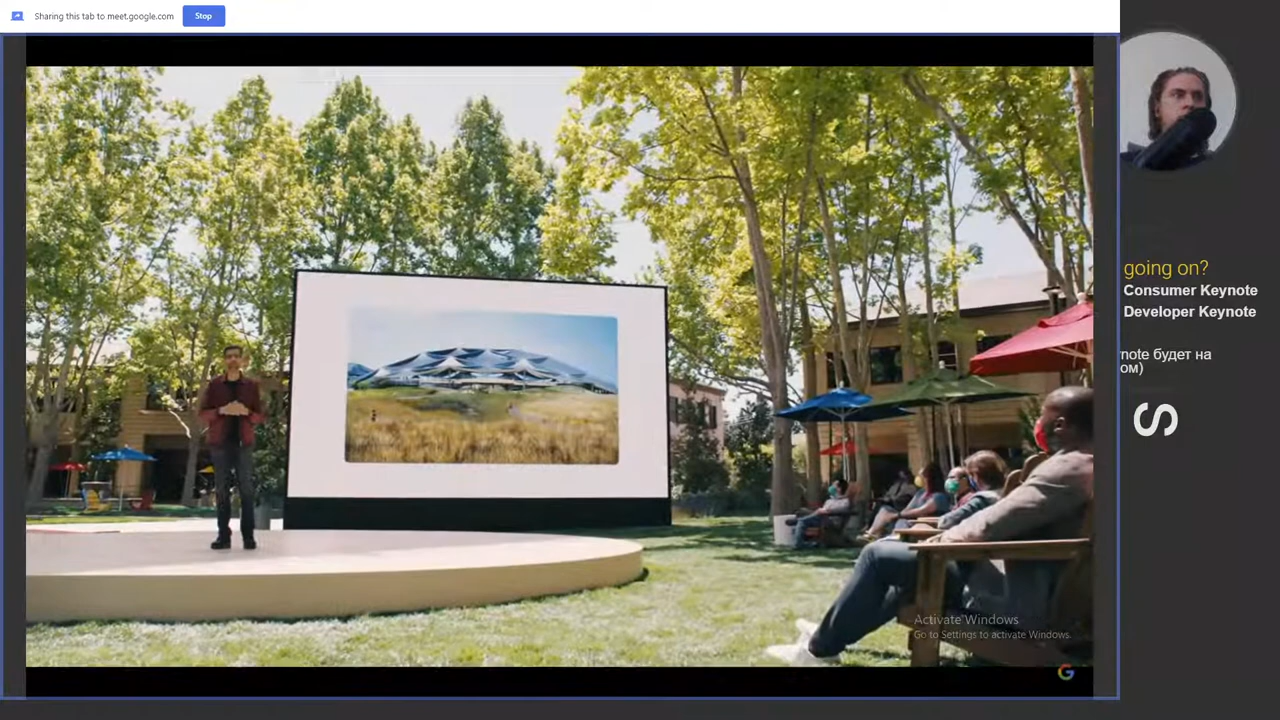 Sharing this tab to meet.google.com
Stop
going on?
Consumer Keynote
Developer Keynote
note будет на
ом)
S
Activate Windows
Go to Settings to activate Windows.
G